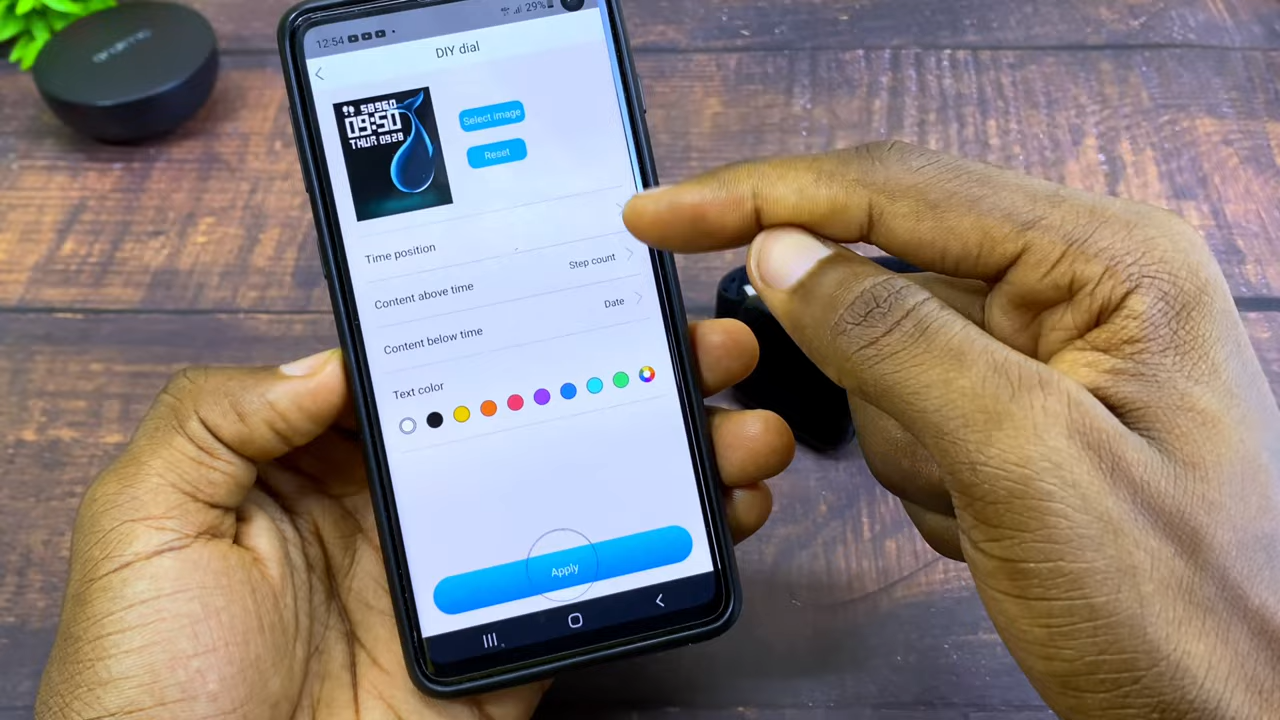 12:54
29%
DIY dial
58960
09:50
THUR 0928
Select image
Reset
Time position
Content above time
Step count
Content below time
Date
Text color
Apply